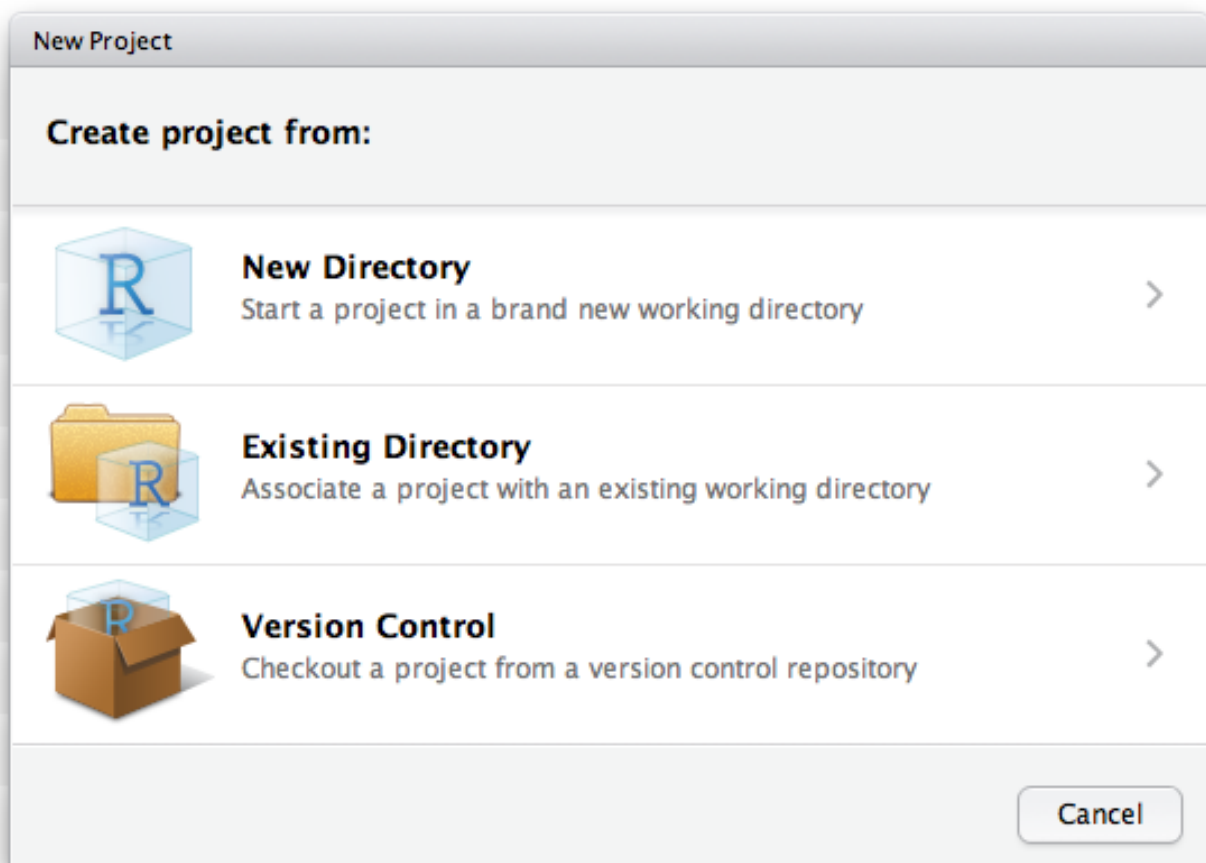 New Project
Create project from:
R
New Directory
Start a project in a brand new working directory
R
Existing Directory
Associate a project with an existing working directory
R
Version Control
Checkout a project from a version control repository
Cancel